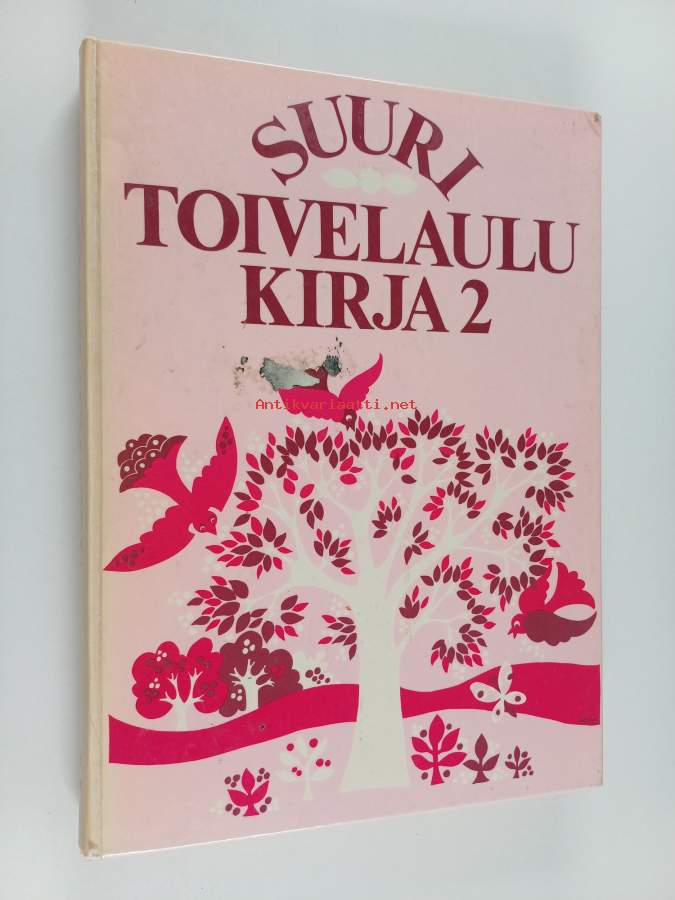 SUURI
TOIVELAULU
KIRJA 2
Antikvariaatti.net